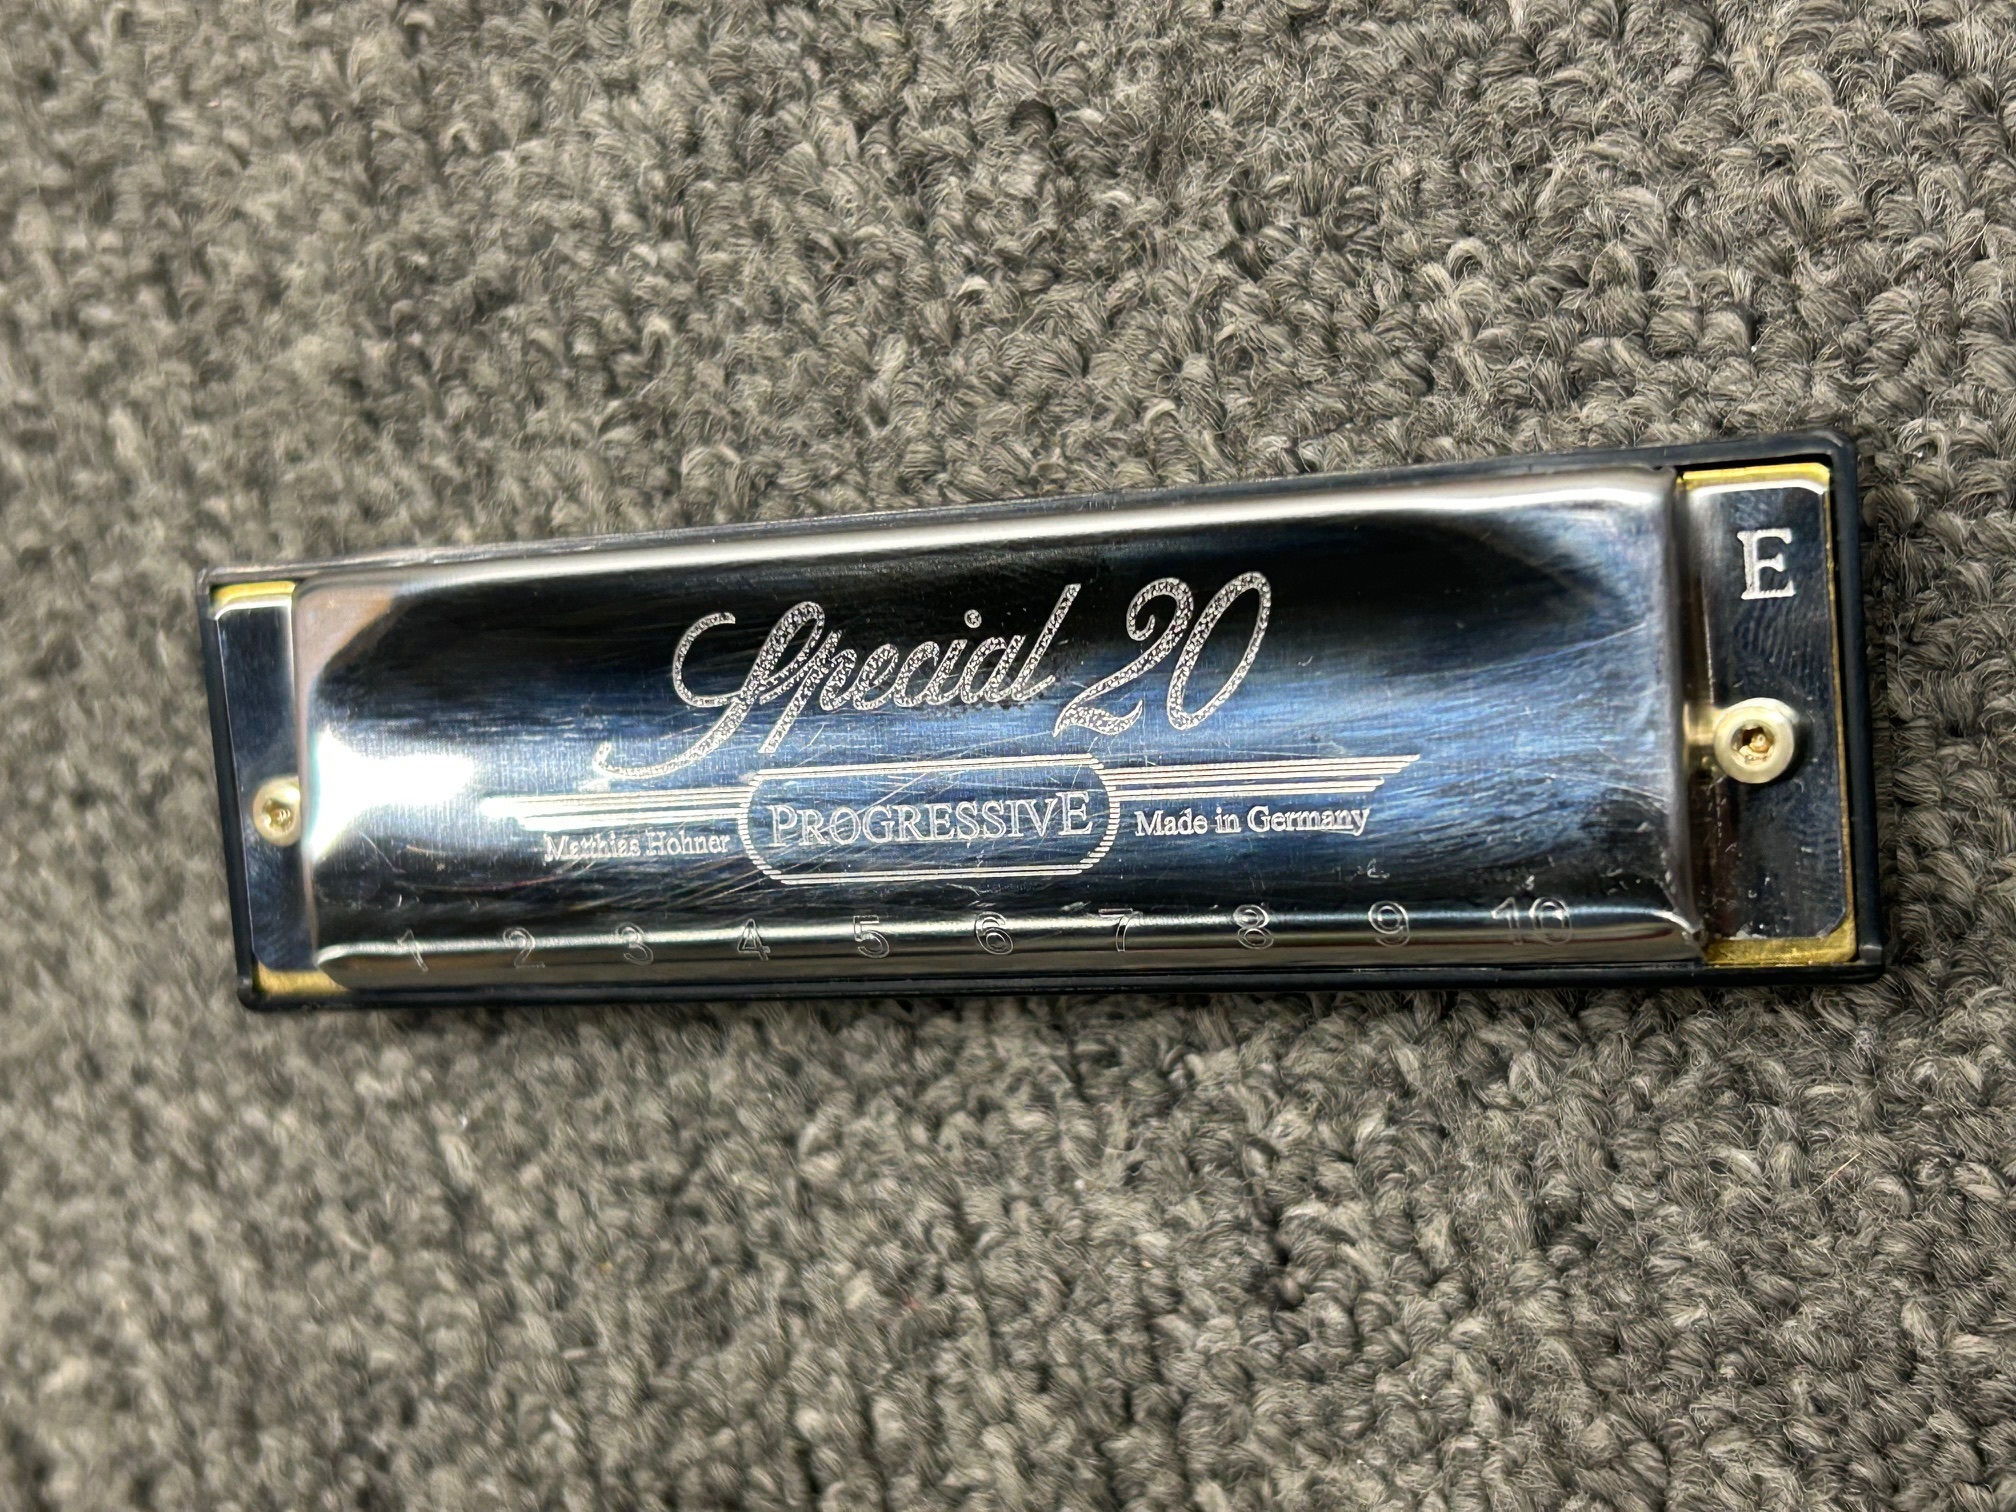 E
Special 20
PROGRESSIVE
Matthias Hohner Made in Germany
1 2 3 4 5 6 7 8 9 10